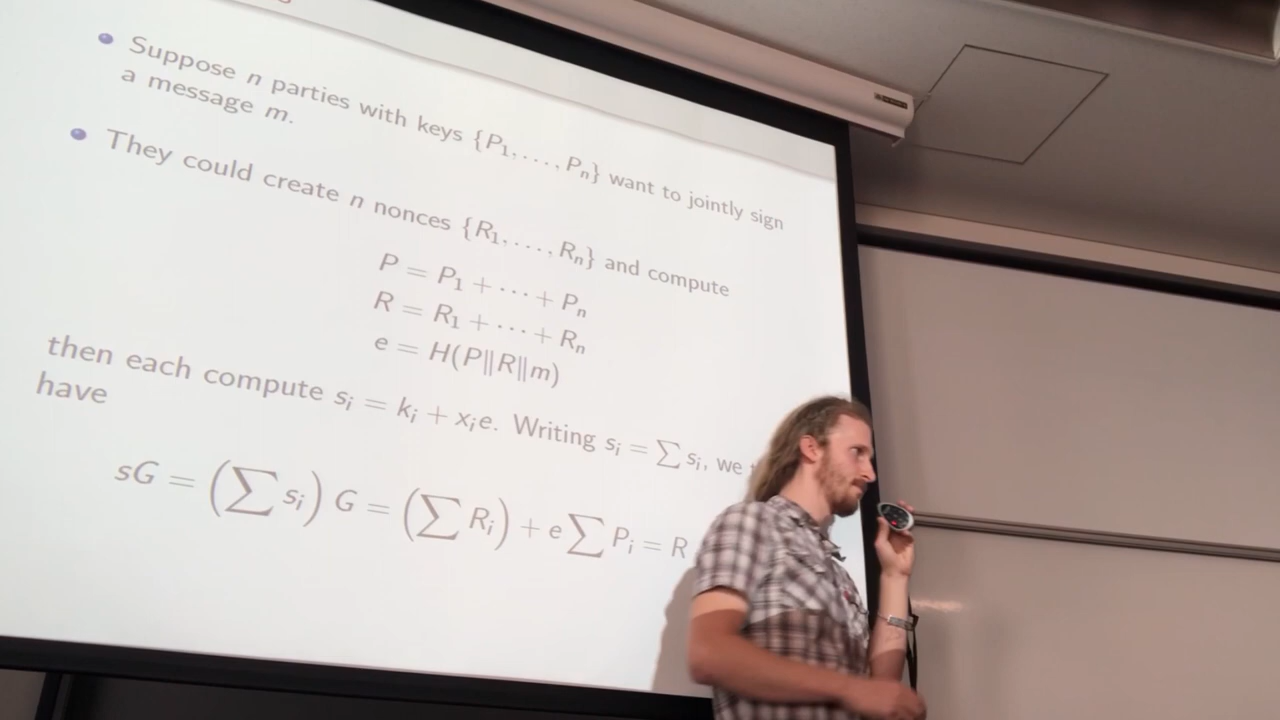 Suppose n parties with keys {P₁, . . . , Pₙ} want to jointly sign
a message m.
They could create n nonces {R₁, . . . , Rₙ} and compute
P = P₁ + · · · + Pₙ
R = R₁ + · · · + Rₙ
e = H(P‖R‖m)
then each compute sᵢ = kᵢ + xᵢe. Writing sᵢ = ∑ sᵢ, we
have
sG = (∑ sᵢ) G = (∑ Rᵢ) + e ∑ Pᵢ = R